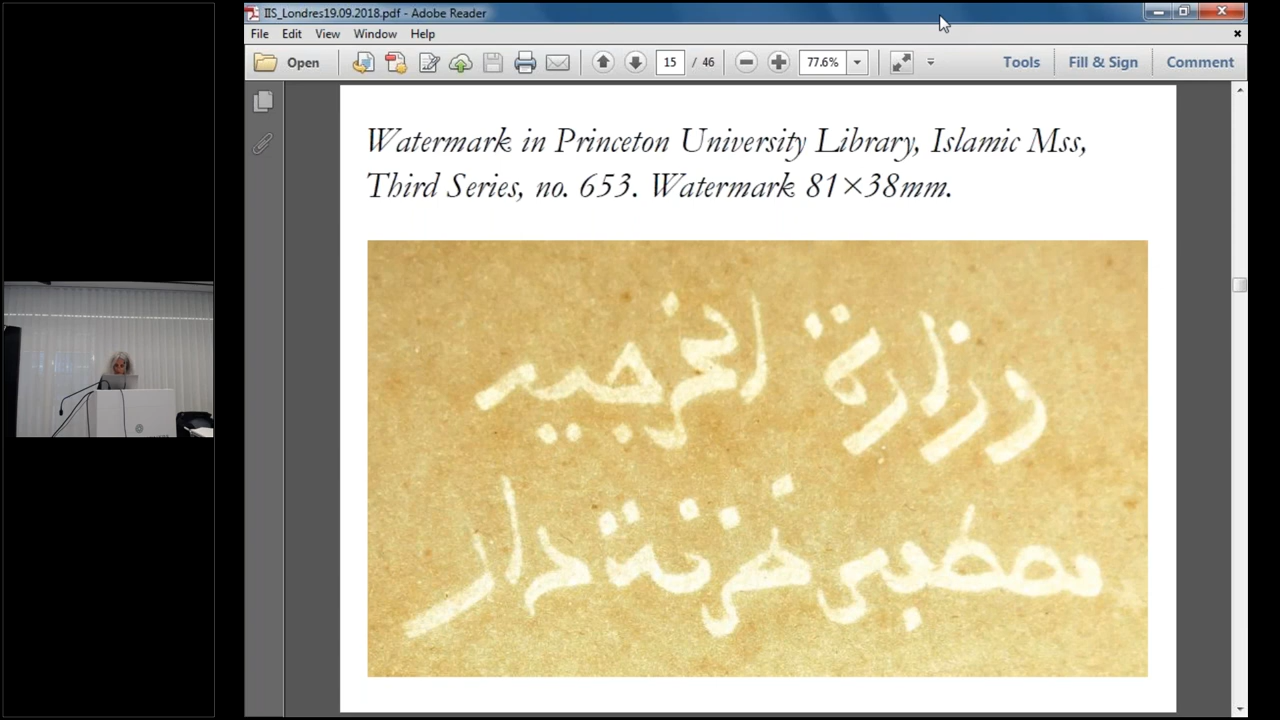 IIS_Londres19.09.2018.pdf - Adobe Reader
File Edit View Window Help
Open 15 / 46 77.6% Tools Fill & Sign Comment
Watermark in Princeton University Library, Islamic Mss,
Third Series, no. 653. Watermark 81×38mm.
وزارة الخرجيه
مصطفى خزنة دار